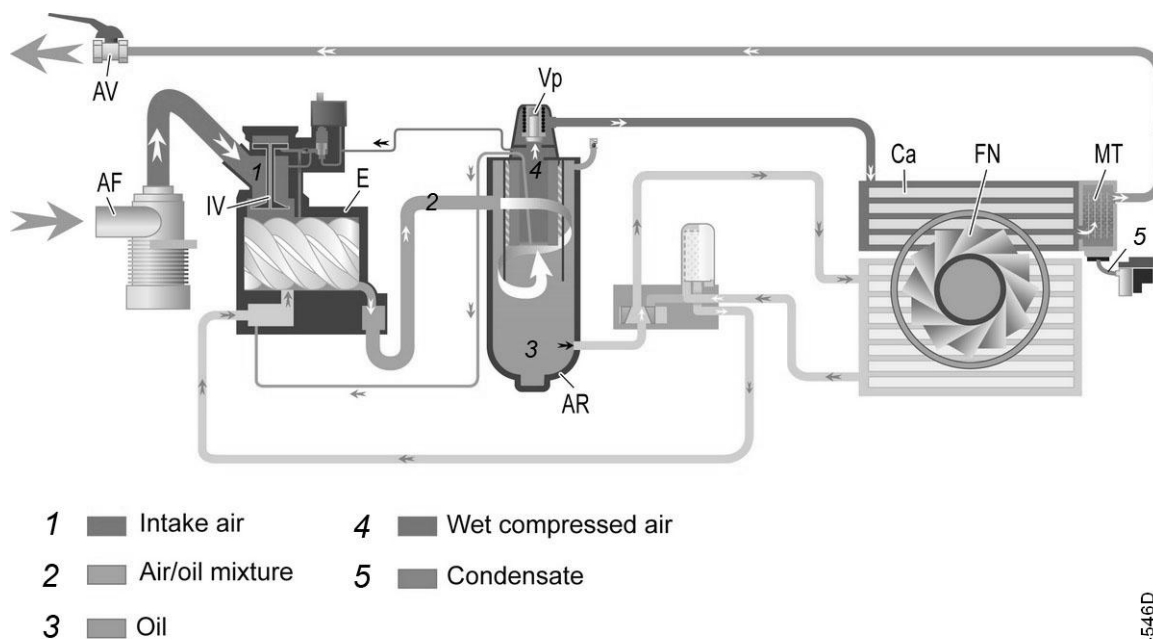 AV
Vp
AF
1
IV
E
2
4
Ca
FN
MT
5
3
AR
1 Intake air
2 Air/oil mixture
3 Oil
4 Wet compressed air
5 Condensate
546D